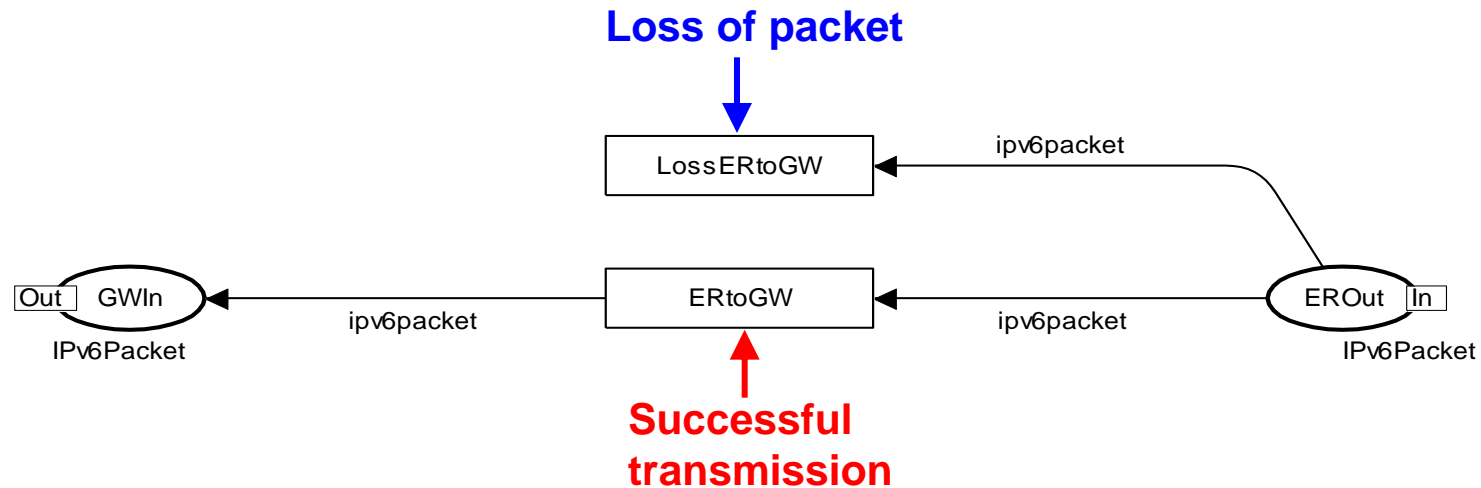 Loss of packet
LossERtoGW
ipv6packet
Out
GWIn
ERtoGW
EROut
In
ipv6packet
ipv6packet
IPv6Packet
IPv6Packet
Successful
transmission